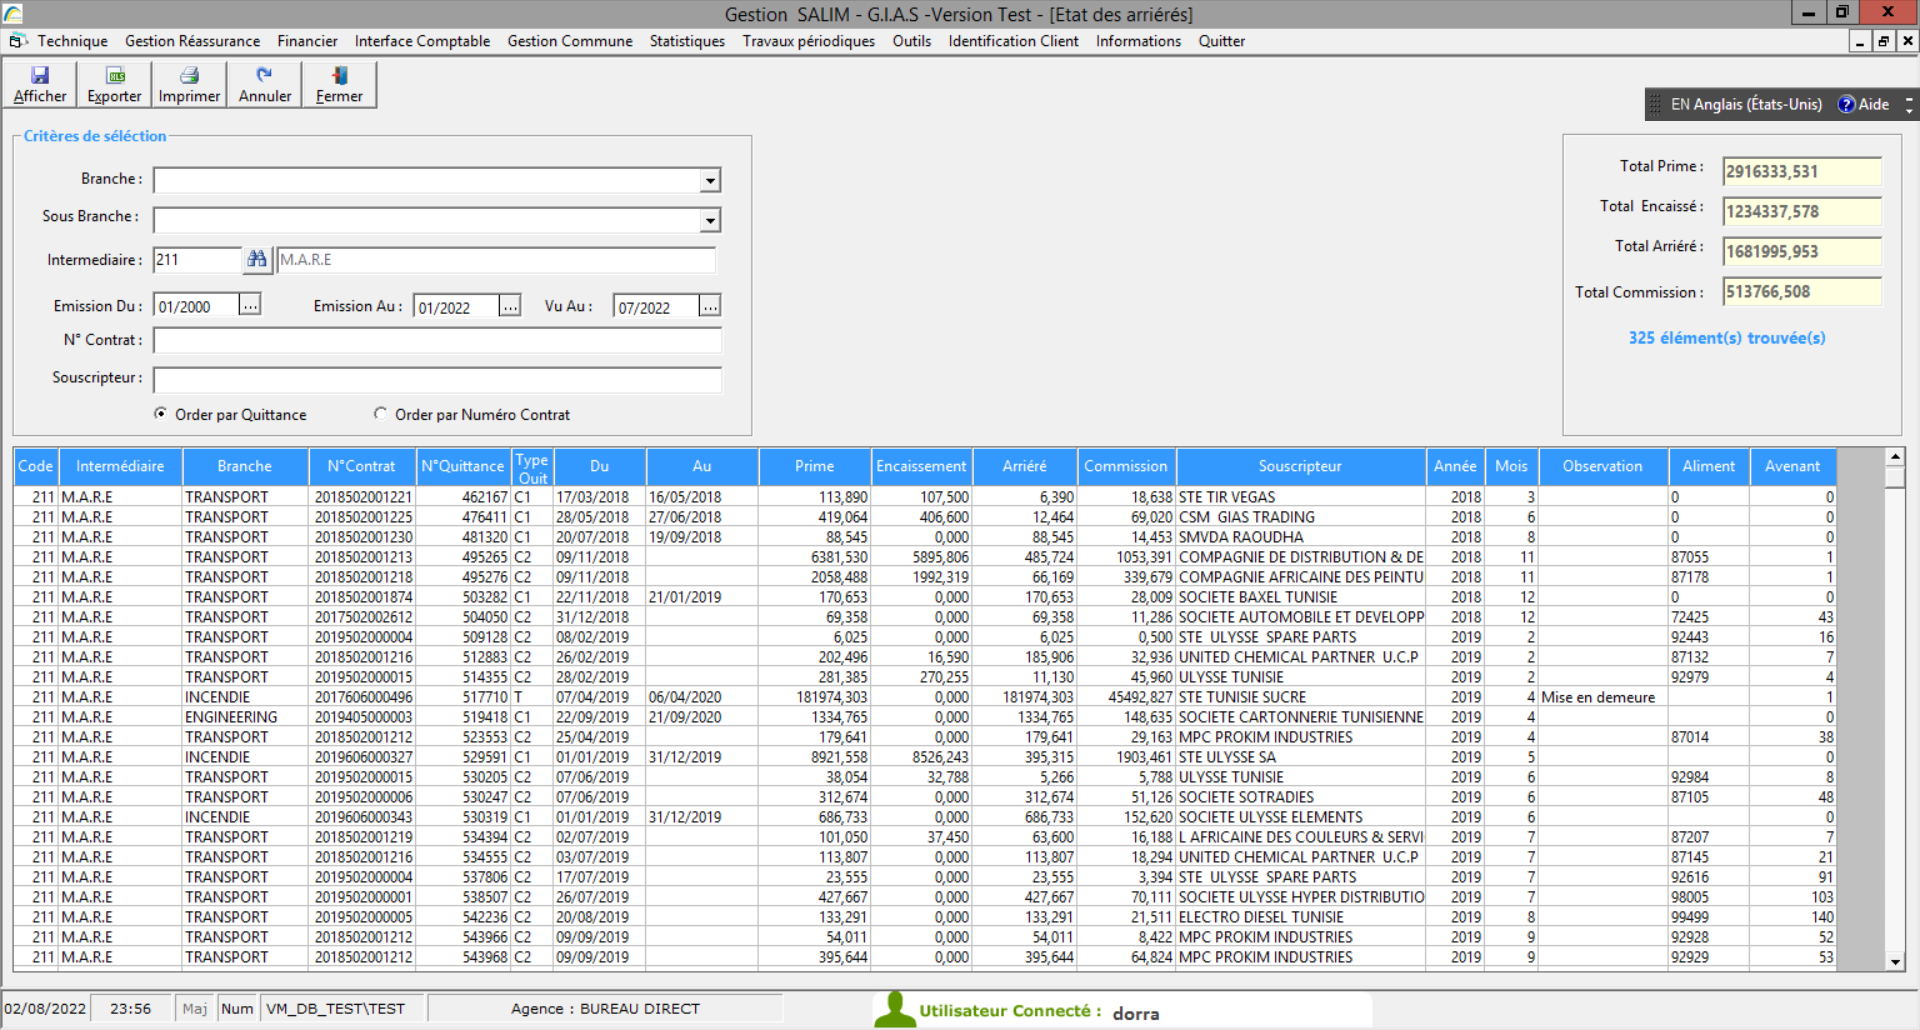 Gestion SALIM - G.I.A.S -Version Test - [Etat des arriérés]
Technique Gestion Réassurance Financier Interface Comptable Gestion Commune Statistiques Travaux périodiques Outils Identification Client Informations Quitter
Afficher Exporter Imprimer Annuler Fermer
EN Anglais (États-Unis) Aide
Critères de séléction
Branche :
Sous Branche :
Intermediaire : 211 M.A.R.E
Emission Du : 01/2000 Emission Au : 01/2022 Vu Au : 07/2022
N° Contrat :
Souscripteur :
Order par Quittance Order par Numéro Contrat
Total Prime : 2916333,531
Total Encaissé : 1234337,578
Total Arriéré : 1681995,953
Total Commission : 513766,508
325 élément(s) trouvée(s)
Code Intermédiaire Branche N°Contrat N°Quittance Type Quit Du Au Prime Encaissement Arriéré Commission Souscripteur Année Mois Observation Aliment Avenant
211 M.A.R.E TRANSPORT 2018502001221 462167 C1 17/03/2018 16/05/2018 113,890 107,500 6,390 18,638 STE TIR VEGAS 2018 3 0 0
211 M.A.R.E TRANSPORT 2018502001225 476411 C1 28/05/2018 27/06/2018 419,064 406,600 12,464 69,020 CSM GIAS TRADING 2018 6 0 0
211 M.A.R.E TRANSPORT 2018502001230 481320 C1 20/07/2018 19/09/2018 88,545 0,000 88,545 14,453 SMVDA RAOUDHA 2018 8 0 0
211 M.A.R.E TRANSPORT 2018502001213 495265 C2 09/11/2018 6381,530 5895,806 485,724 1053,391 COMPAGNIE DE DISTRIBUTION & DE 2018 11 87055 1
211 M.A.R.E TRANSPORT 2018502001218 495276 C2 09/11/2018 2058,488 1992,319 66,169 339,679 COMPAGNIE AFRICAINE DES PEINTU 2018 11 87178 1
211 M.A.R.E TRANSPORT 2018502001874 503282 C1 22/11/2018 21/01/2019 170,653 0,000 170,653 28,009 SOCIETE BAXEL TUNISIE 2018 12 0 0
211 M.A.R.E TRANSPORT 2017502002612 504050 C2 31/12/2018 69,358 0,000 69,358 11,286 SOCIETE AUTOMOBILE ET DEVELOPP 2018 12 72425 43
211 M.A.R.E TRANSPORT 2019502000004 509128 C2 08/02/2019 6,025 0,000 6,025 0,500 STE ULYSSE SPARE PARTS 2019 2 92443 16
211 M.A.R.E TRANSPORT 2018502001216 512883 C2 26/02/2019 202,496 16,590 185,906 32,936 UNITED CHEMICAL PARTNER U.C.P 2019 2 87132 7
211 M.A.R.E TRANSPORT 2019502000015 514355 C2 28/02/2019 281,385 270,255 11,130 45,960 ULYSSE TUNISIE 2019 2 92979 4
211 M.A.R.E INCENDIE 2017606000496 517710 T 07/04/2019 06/04/2020 181974,303 0,000 181974,303 45492,827 STE TUNISIE SUCRE 2019 4 Mise en demeure 1
211 M.A.R.E ENGINEERING 2019405000003 519418 C1 22/09/2019 21/09/2020 1334,765 0,000 1334,765 148,635 SOCIETE CARTONNERIE TUNISIENNE 2019 4 0
211 M.A.R.E TRANSPORT 2018502001212 523553 C2 25/04/2019 179,641 0,000 179,641 29,163 MPC PROKIM INDUSTRIES 2019 4 87014 38
211 M.A.R.E INCENDIE 2019606000327 529591 C1 01/01/2019 31/12/2019 8921,558 8526,243 395,315 1903,461 STE ULYSSE SA 2019 5 0
211 M.A.R.E TRANSPORT 2019502000015 530205 C2 07/06/2019 38,054 32,788 5,266 5,788 ULYSSE TUNISIE 2019 6 92984 8
211 M.A.R.E TRANSPORT 2019502000006 530247 C2 07/06/2019 312,674 0,000 312,674 51,126 SOCIETE SOTRADIES 2019 6 87105 48
211 M.A.R.E INCENDIE 2019606000343 530319 C1 01/01/2019 31/12/2019 686,733 0,000 686,733 152,620 SOCIETE ULYSSE ELEMENTS 2019 6 0
211 M.A.R.E TRANSPORT 2018502001219 534394 C2 02/07/2019 101,050 37,450 63,600 16,188 L AFRICAINE DES COULEURS & SERVI 2019 7 87207 7
211 M.A.R.E TRANSPORT 2018502001216 534555 C2 03/07/2019 113,807 0,000 113,807 18,294 UNITED CHEMICAL PARTNER U.C.P 2019 7 87145 21
211 M.A.R.E TRANSPORT 2019502000004 537806 C2 17/07/2019 23,555 0,000 23,555 3,394 STE ULYSSE SPARE PARTS 2019 7 92616 91
211 M.A.R.E TRANSPORT 2019502000001 538507 C2 26/07/2019 427,667 0,000 427,667 70,111 SOCIETE ULYSSE HYPER DISTRIBUTIO 2019 7 98005 103
211 M.A.R.E TRANSPORT 2019502000005 542236 C2 20/08/2019 133,291 0,000 133,291 21,511 ELECTRO DIESEL TUNISIE 2019 8 99499 140
211 M.A.R.E TRANSPORT 2018502001212 543966 C2 09/09/2019 54,011 0,000 54,011 8,422 MPC PROKIM INDUSTRIES 2019 9 92928 52
211 M.A.R.E TRANSPORT 2018502001212 543968 C2 09/09/2019 395,644 0,000 395,644 64,824 MPC PROKIM INDUSTRIES 2019 9 92929 53
02/08/2022 23:56 Maj Num VM_DB_TEST\TEST Agence : BUREAU DIRECT Utilisateur Connecté : dorra